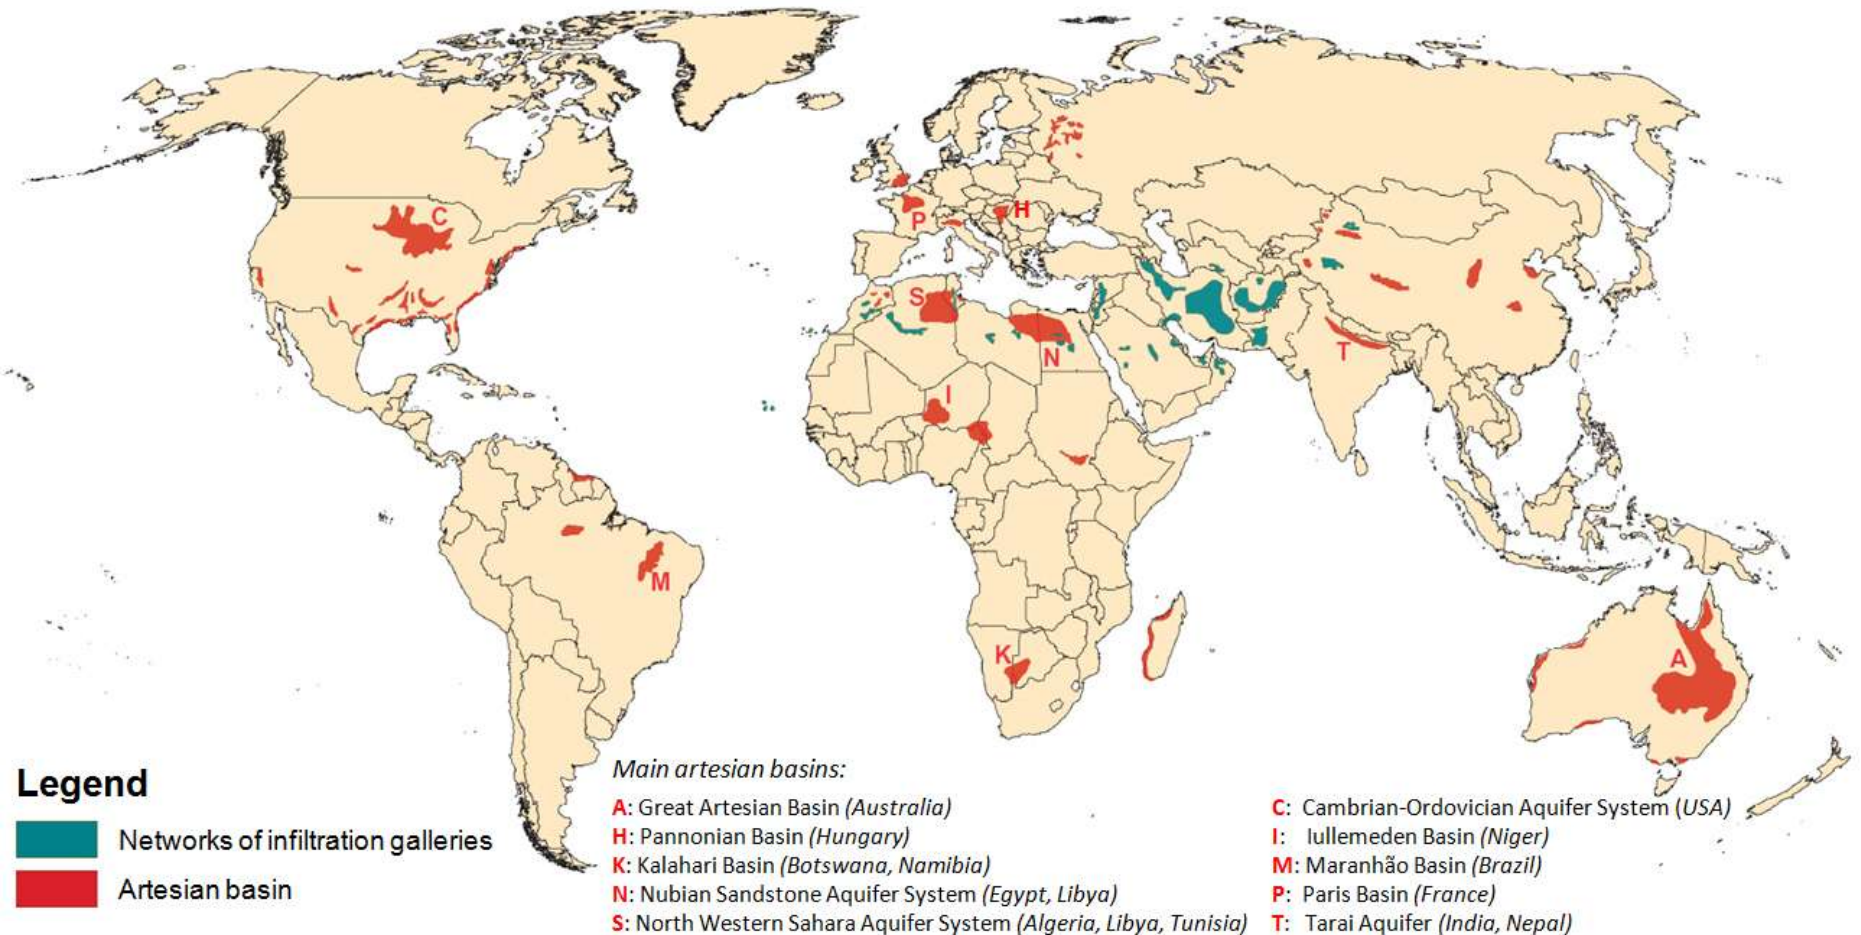 C
H
P
S
N
T
I
M
K
A
Legend
Networks of infiltration galleries
Artesian basin
Main artesian basins:
A: Great Artesian Basin (Australia)
H: Pannonian Basin (Hungary)
K: Kalahari Basin (Botswana, Namibia)
N: Nubian Sandstone Aquifer System (Egypt, Libya)
S: North Western Sahara Aquifer System (Algeria, Libya, Tunisia)
C: Cambrian-Ordovician Aquifer System (USA)
I: Iullemeden Basin (Niger)
M: Maranhão Basin (Brazil)
P: Paris Basin (France)
T: Tarai Aquifer (India, Nepal)